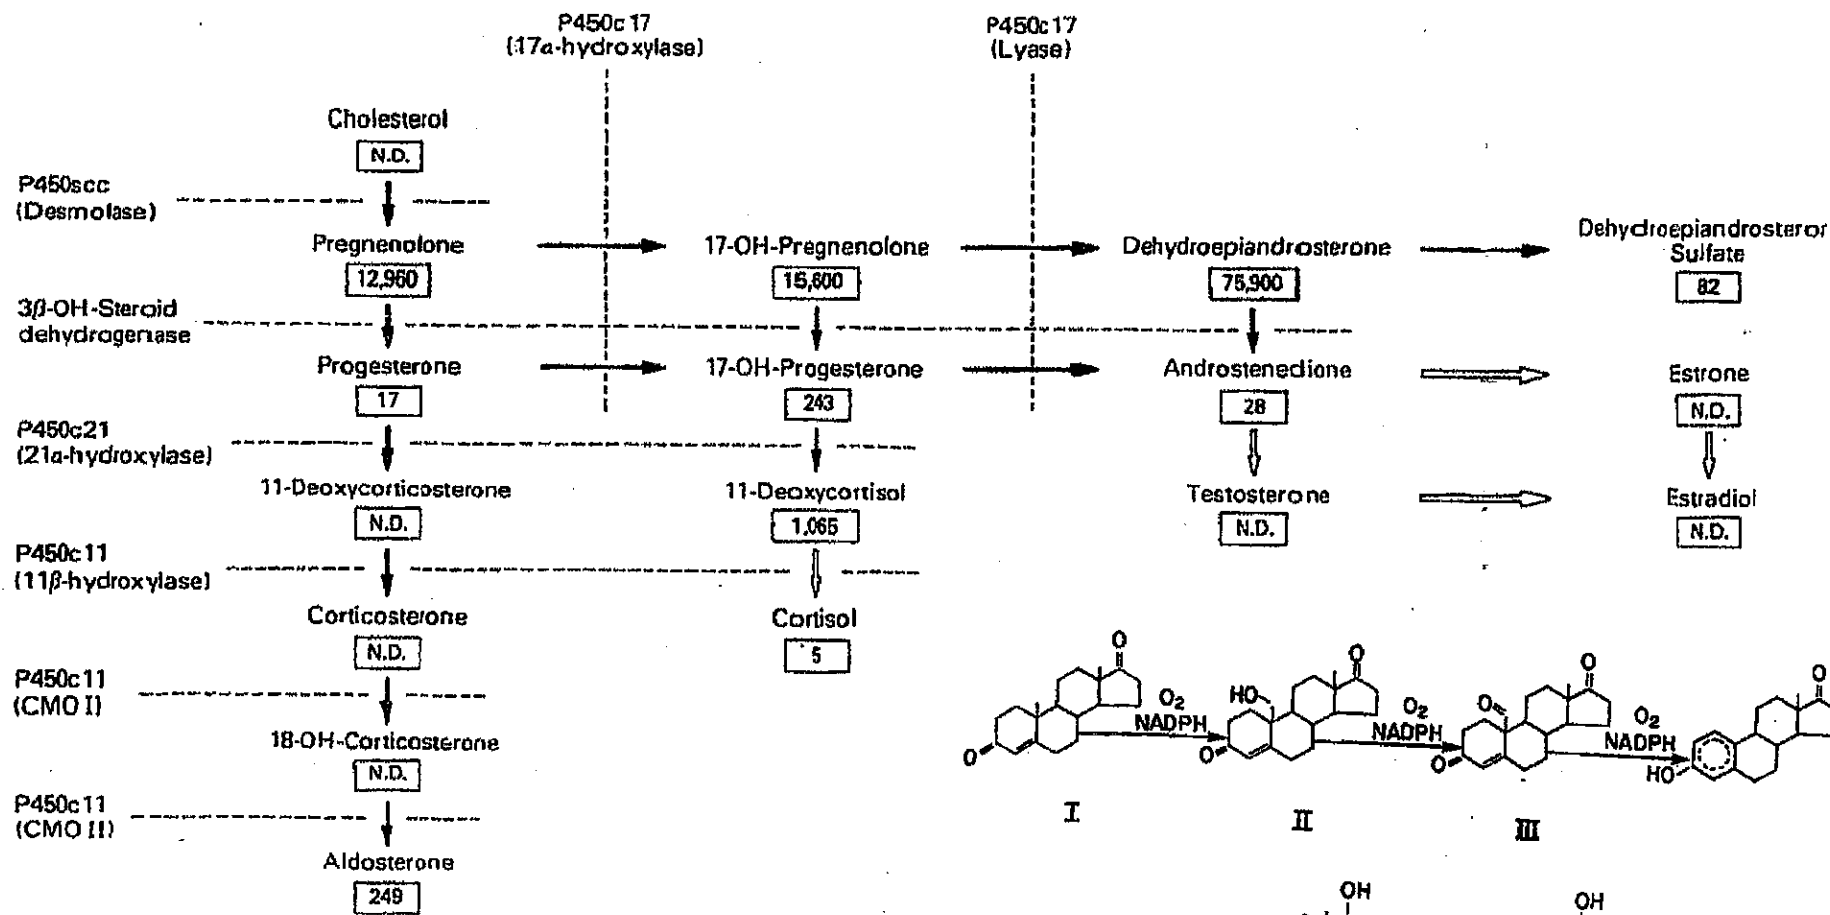 P450c17
(17α-hydroxylase)
P450c17
(Lyase)
Cholesterol
N.D.
P450scc
(Desmolase)
Pregnenolone
12,960
17-OH-Pregnenolone
15,600
Dehydroepiandrosterone
75,900
Dehydroepiandrosteron
Sulfate
82
3β-OH-Steroid
dehydrogenase
Progesterone
17
17-OH-Progesterone
243
Androstenedione
28
Estrone
N.D.
P450c21
(21α-hydroxylase)
11-Deoxycorticosterone
N.D.
11-Deoxycortisol
1,065
Testosterone
N.D.
Estradiol
N.D.
P450c11
(11β-hydroxylase)
Corticosterone
N.D.
Cortisol
5
P450c11
(CMO I)
18-OH-Corticosterone
N.D.
P450c11
(CMO II)
Aldosterone
249
O
O
O2
NADPH
I
HO
O
O
O2
NADPH
II
O
O
O
O2
NADPH
III
O
HO
OH
OH